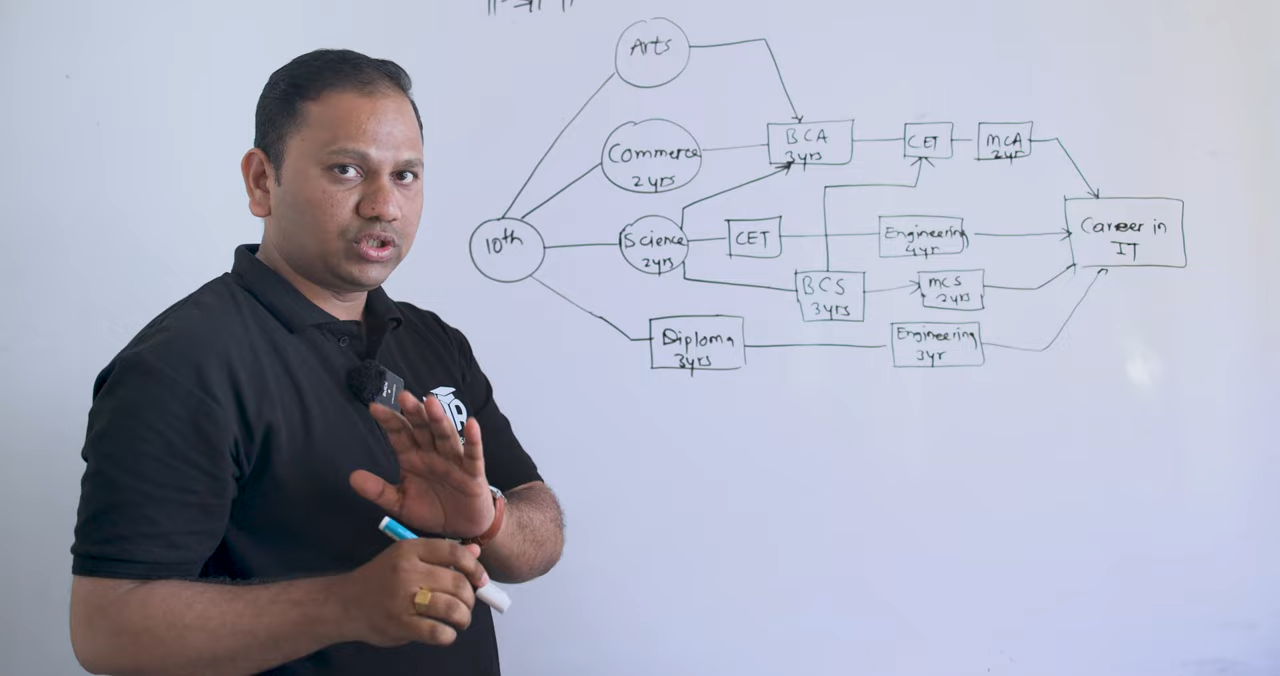 Arts
BCA
3yrs
CET
MCA
2yr
Commerce
2yrs
10th
Science
2yrs
CET
Engineering
4yr
Career in
IT
BCS
3yrs
MCS
2yrs
Diploma
3yrs
Engineering
3yr